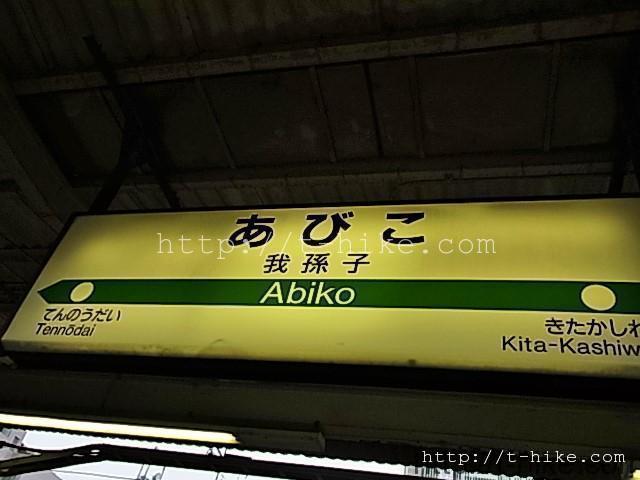 あびこ
http://t-hike.com
我孫子
Abiko
てんのうだい
Tennōdai
きたかしわ
Kita-Kashiw
http://t-hike.com